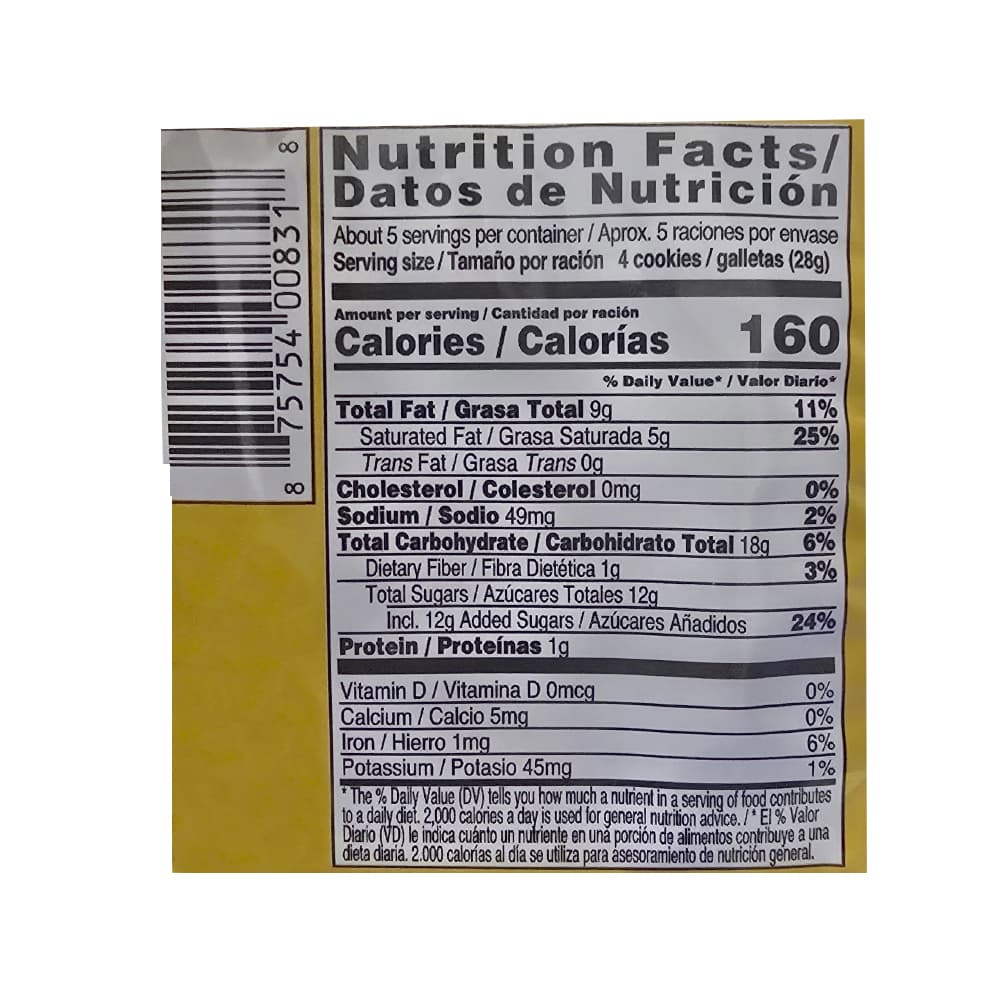 8 75754 00831 8
Nutrition Facts/
Datos de Nutrición
About 5 servings per container / Aprox. 5 raciones por envase
Serving size / Tamaño por ración 4 cookies / galletas (28g)
Amount per serving / Cantidad por ración
Calories / Calorías 160
% Daily Value* / Valor Diario*
Total Fat / Grasa Total 9g 11%
Saturated Fat / Grasa Saturada 5g 25%
Trans Fat / Grasa Trans 0g
Cholesterol / Colesterol 0mg 0%
Sodium / Sodio 49mg 2%
Total Carbohydrate / Carbohidrato Total 18g 6%
Dietary Fiber / Fibra Dietética 1g 3%
Total Sugars / Azúcares Totales 12g
Incl. 12g Added Sugars / Azúcares Añadidos 24%
Protein / Proteínas 1g
Vitamin D / Vitamina D 0mcg 0%
Calcium / Calcio 5mg 0%
Iron / Hierro 1mg 6%
Potassium / Potasio 45mg 1%
* The % Daily Value (DV) tells you how much a nutrient in a serving of food contributes
to a daily diet. 2,000 calories a day is used for general nutrition advice. / * El % Valor
Diario (VD) le indica cuánto un nutriente en una porción de alimentos contribuye a una
dieta diaria. 2.000 calorías al día se utiliza para asesoramiento de nutrición general.